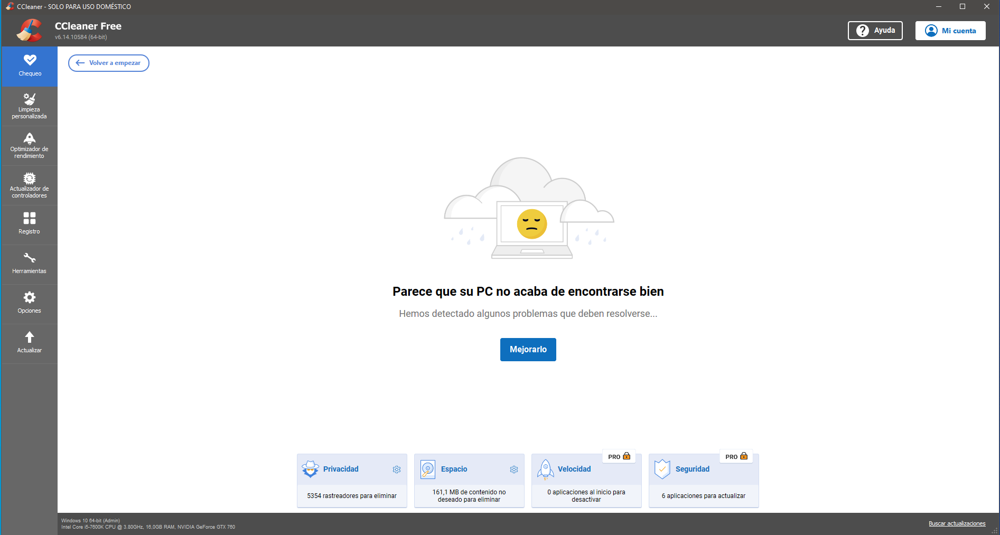 CCleaner - SOLO PARA USO DOMÉSTICO
CCleaner Free
v6.14.10584 (64-bit)
Ayuda
Mi cuenta
Chequeo
Limpieza
personalizada
Optimizador de
rendimiento
Actualizador de
controladores
Registro
Herramientas
Opciones
Actualizar
Volver a empezar
Parece que su PC no acaba de encontrarse bien
Hemos detectado algunos problemas que deben resolverse...
Mejorarlo
Privacidad
5354 rastreadores para eliminar
Espacio
161,1 MB de contenido no
deseado para eliminar
PRO
Velocidad
0 aplicaciones al inicio para
desactivar
PRO
Seguridad
6 aplicaciones para actualizar
Windows 10 64-bit (Admin)
Intel Core i5-7600K CPU @ 3.80GHz, 16,0GB RAM, NVIDIA GeForce GTX 760
Buscar actualizaciones